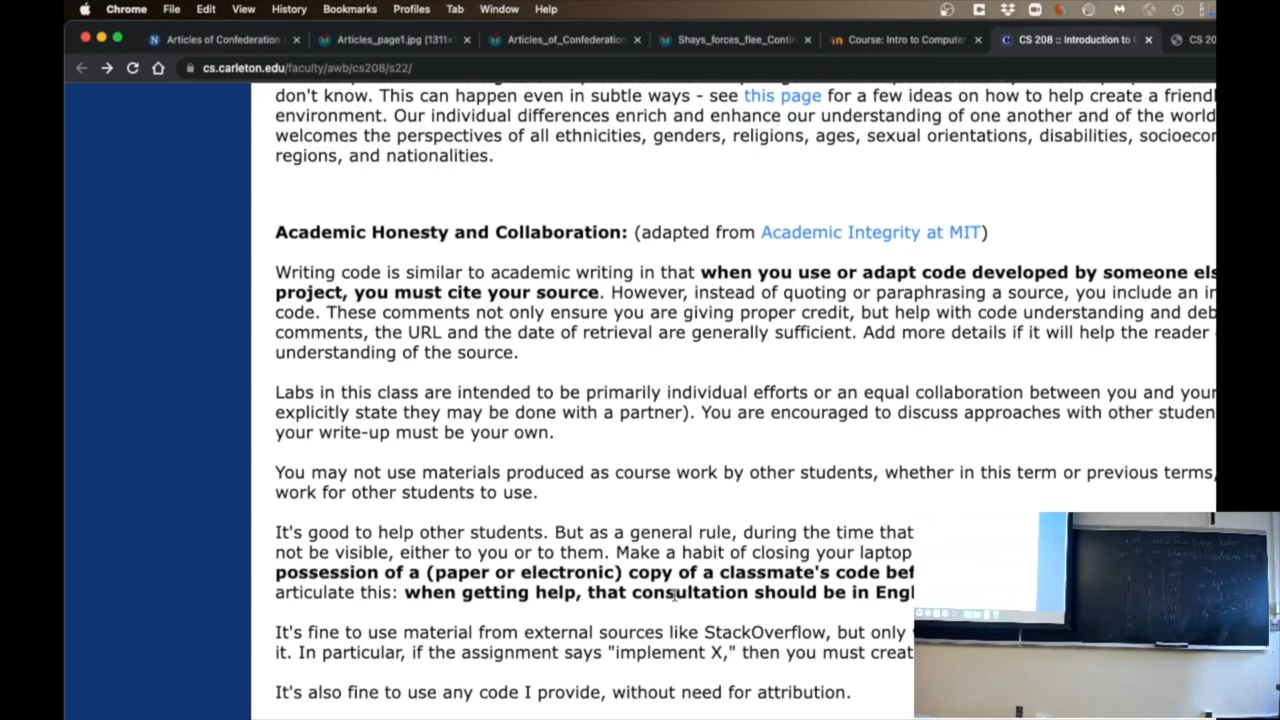 Chrome File Edit View History Bookmarks Profiles Tab Window Help
Articles of Confederation Articles_page1.jpg (1311× Articles_of_Confederation Shays_forces_flee_Contin Course: Intro to Computer CS 208 :: Introduction to C CS 20
cs.carleton.edu/faculty/awb/cs208/s22/
don't know. This can happen even in subtle ways - see this page for a few ideas on how to help create a friendl
environment. Our individual differences enrich and enhance our understanding of one another and of the world
welcomes the perspectives of all ethnicities, genders, religions, ages, sexual orientations, disabilities, socioecor
regions, and nationalities.
Academic Honesty and Collaboration: (adapted from Academic Integrity at MIT)
Writing code is similar to academic writing in that when you use or adapt code developed by someone els
project, you must cite your source. However, instead of quoting or paraphrasing a source, you include an in
code. These comments not only ensure you are giving proper credit, but help with code understanding and deb
comments, the URL and the date of retrieval are generally sufficient. Add more details if it will help the reader
understanding of the source.
Labs in this class are intended to be primarily individual efforts or an equal collaboration between you and your
explicitly state they may be done with a partner). You are encouraged to discuss approaches with other studen
your write-up must be your own.
You may not use materials produced as course work by other students, whether in this term or previous terms,
work for other students to use.
It's good to help other students. But as a general rule, during the time that
not be visible, either to you or to them. Make a habit of closing your laptop
possession of a (paper or electronic) copy of a classmate's code bef
articulate this: when getting help, that consultation should be in Engl
It's fine to use material from external sources like StackOverflow, but only
it. In particular, if the assignment says "implement X," then you must creat
It's also fine to use any code I provide, without need for attribution.